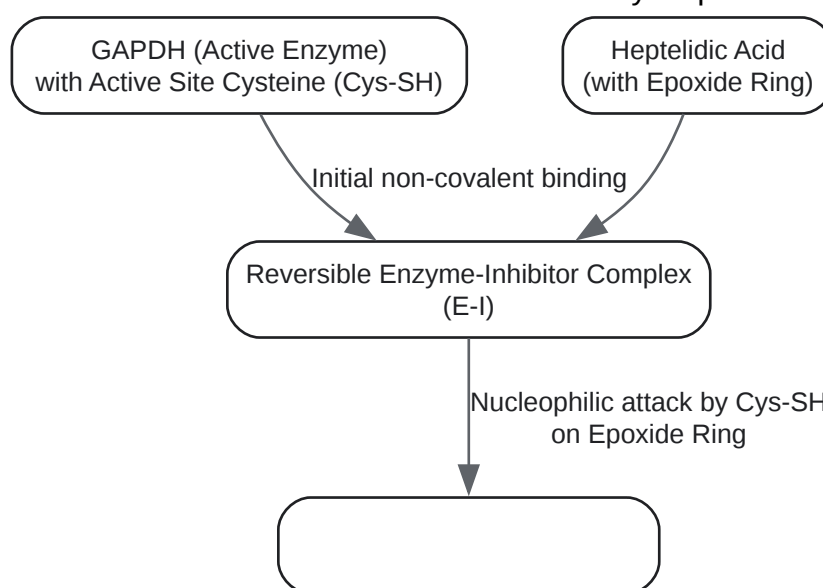 GAPDH (Active Enzyme)
with Active Site Cysteine (Cys-SH)
Heptelidic Acid
(with Epoxide Ring)
Initial non-covalent binding
Reversible Enzyme-Inhibitor Complex
(E-I)
Nucleophilic attack by Cys-SH
on Epoxide Ring